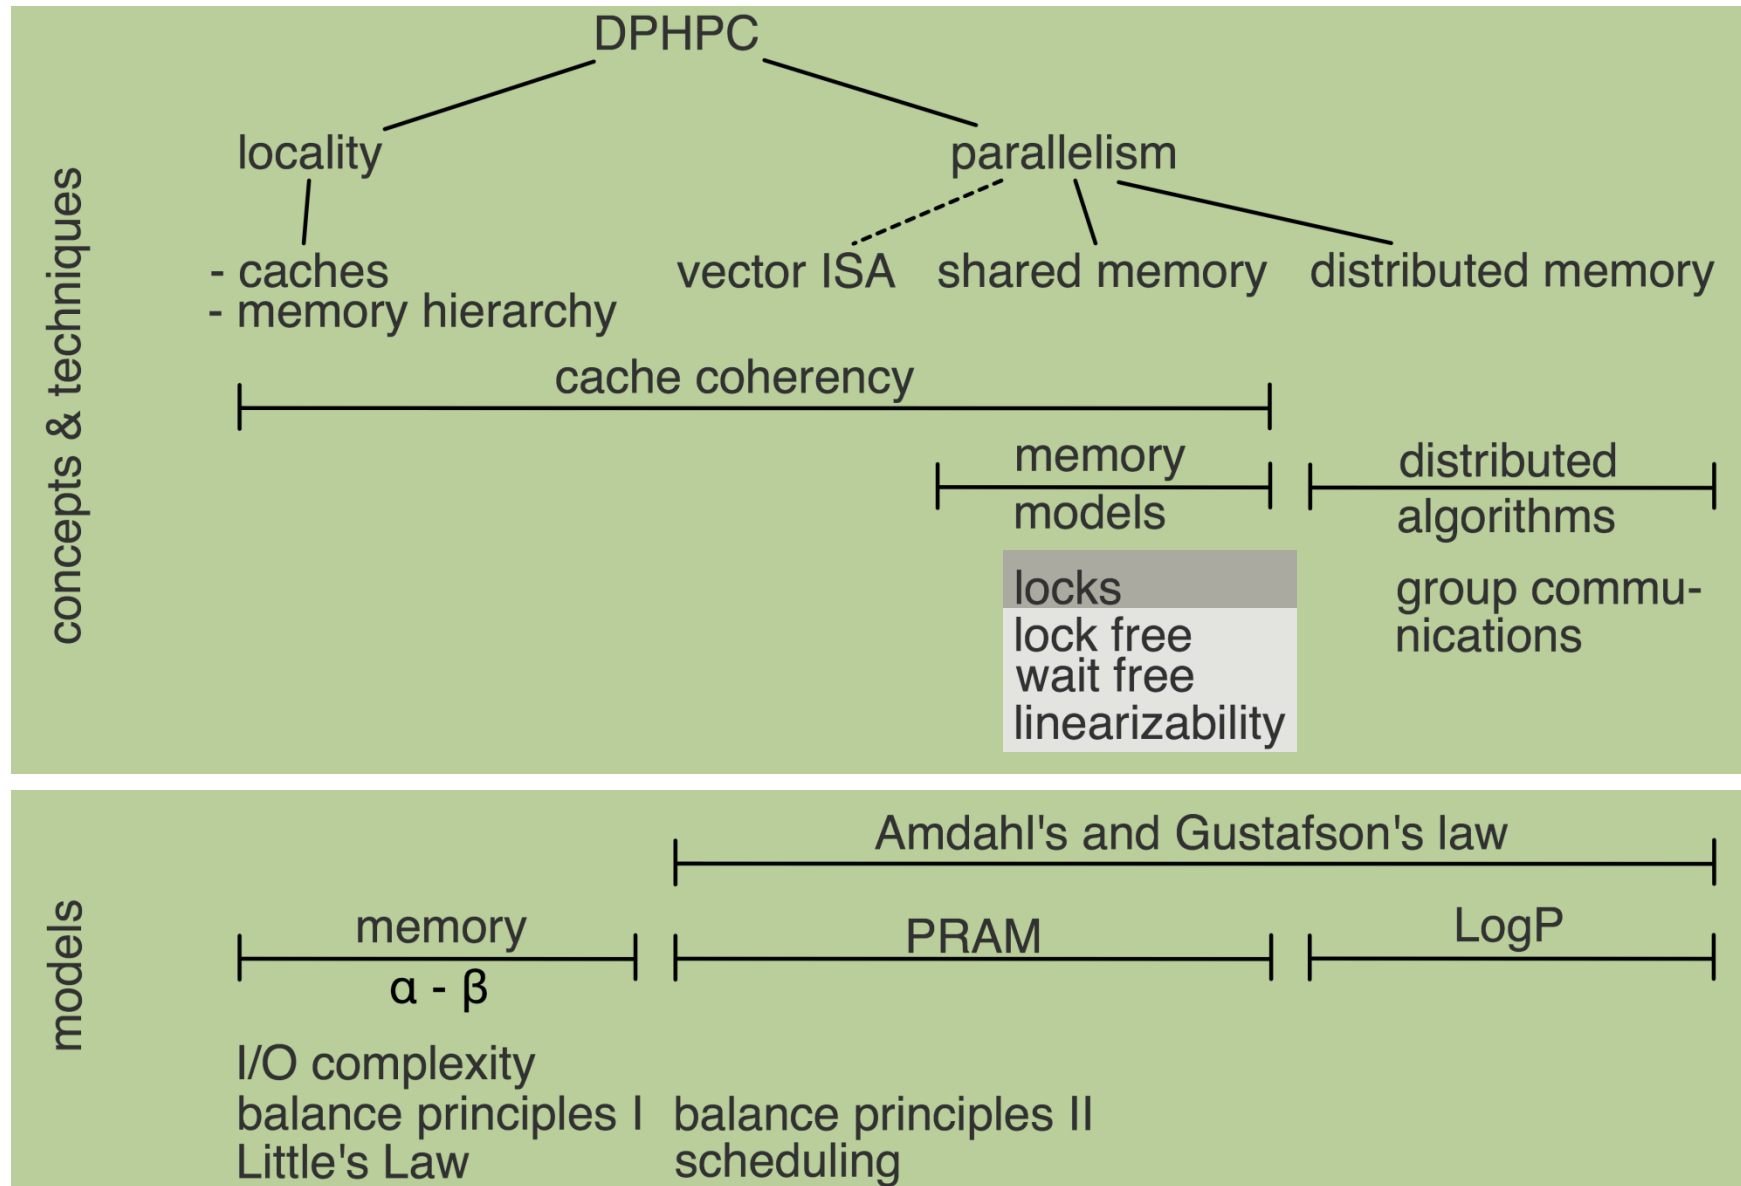 DPHPC
locality
parallelism
- caches
- memory hierarchy
vector ISA
shared memory
distributed memory
cache coherency
memory
models
distributed
algorithms
locks
lock free
wait free
linearizability
group commu-
nications
concepts & techniques
Amdahl's and Gustafson's law
memory
α - β
PRAM
LogP
I/O complexity
balance principles I
Little's Law
balance principles II
scheduling
models